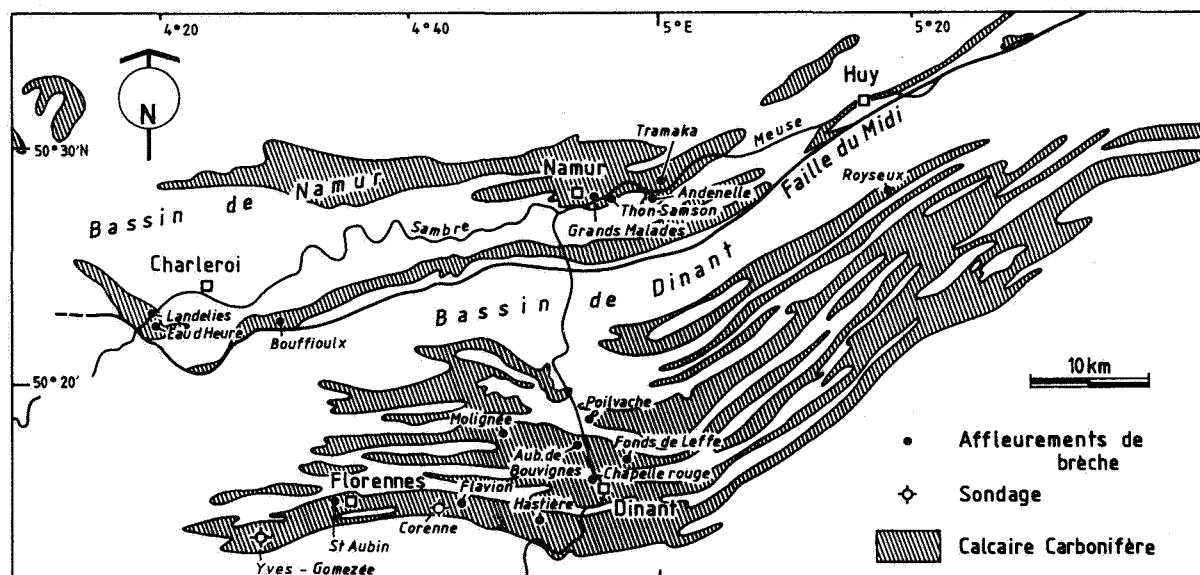 4°20
4°40
5°E
5°20
N
50°30'N
50°20'
Huy
Meuse
Tramaka
Faille du Midi
Royseux
Namur
Andenelle
Thon-Samson
Grands Malades
Bassin de Namur
Sambre
Charleroi
Landelies
Eau d'Heure
Bouffioulx
Bassin de Dinant
10km
Poilvache
Molignée
Fonds de Leffe
Aub. de
Bouvignes
Chapelle rouge
Florennes
Flavion
Hastière
Dinant
Corenne
St Aubin
Yves - Gomezée
Affleurements de
brèche
Sondage
Calcaire Carbonifère